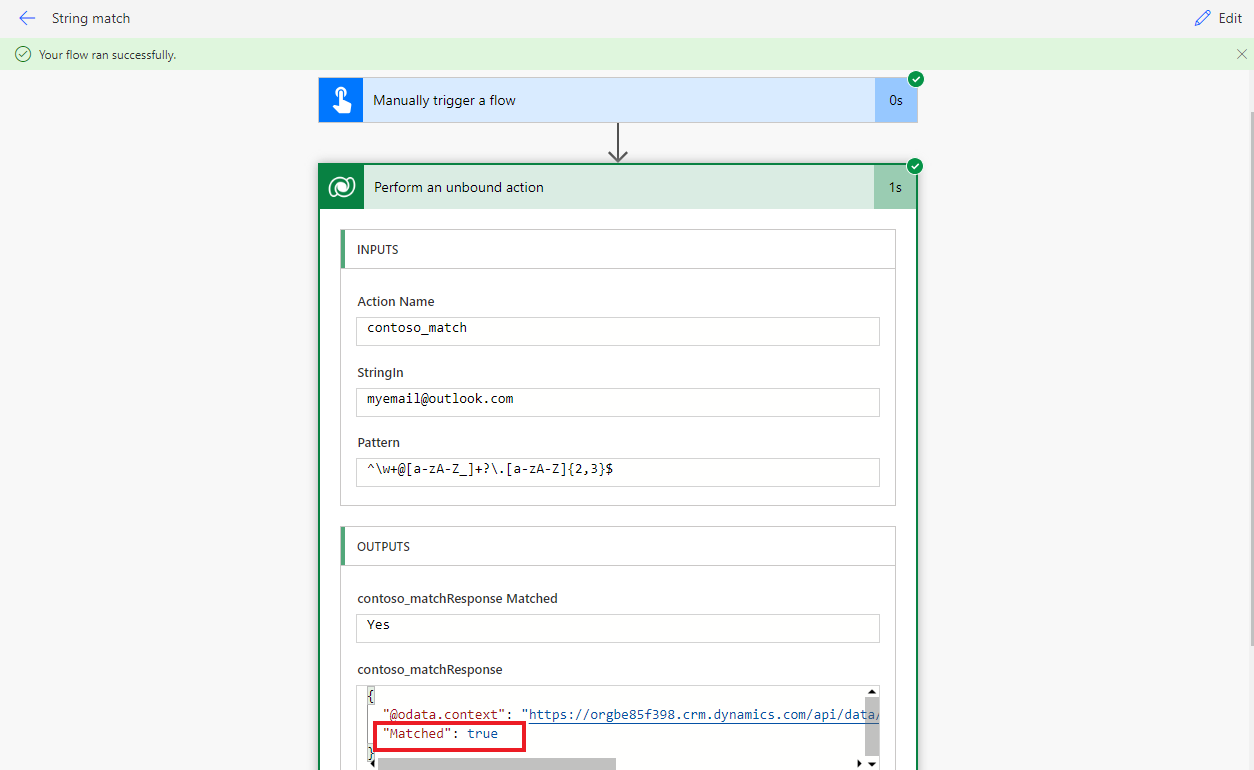 String match
Edit
Your flow ran successfully.
Manually trigger a flow
0s
Perform an unbound action
1s
INPUTS
Action Name
contoso_match
StringIn
myemail@outlook.com
Pattern
^\w+@[a-zA-Z_]+?\.[a-zA-Z]{2,3}$
OUTPUTS
contoso_matchResponse Matched
Yes
contoso_matchResponse
{
"@odata.context": "https://orgbe85f398.crm.dynamics.com/api/data/
"Matched": true
}